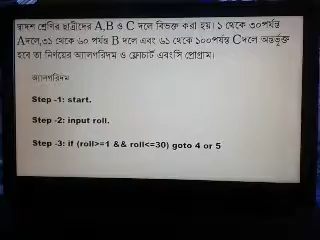 দ্বাদশ শ্রেণির ছাত্রীদের A,B ও C দলে বিভক্ত করা হয়। ১ থেকে ৩০পর্যন্ত
Aদলে,৩১ থেকে ৬০ পর্যন্ত B দলে এবং ৬১ থেকে ১০০পর্যন্ত Cদলে অন্তর্ভূক্ত
হবে তা নির্ণয়ের অ্যালগরিদম ও ফ্লোচার্ট এবংসি প্রোগ্রাম।
অ্যালগরিদম
Step -1: start.
Step -2: input roll.
Step -3: if (roll>=1 && roll<=30) goto 4 or 5